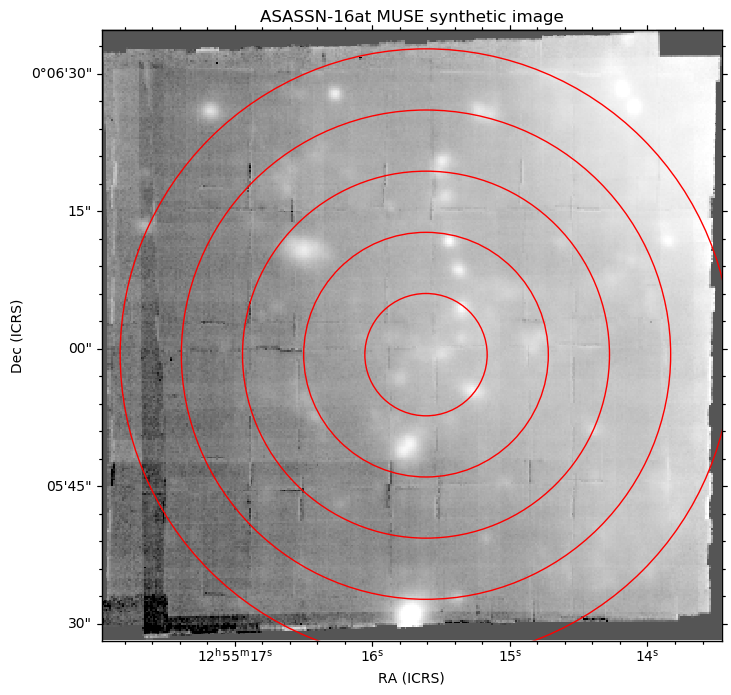 ASASSN-16at MUSE synthetic image
0°06'30"
15"
00"
05'45"
30"
Dec (ICRS)
12ʰ55ᵐ17ˢ 16ˢ 15ˢ 14ˢ
RA (ICRS)